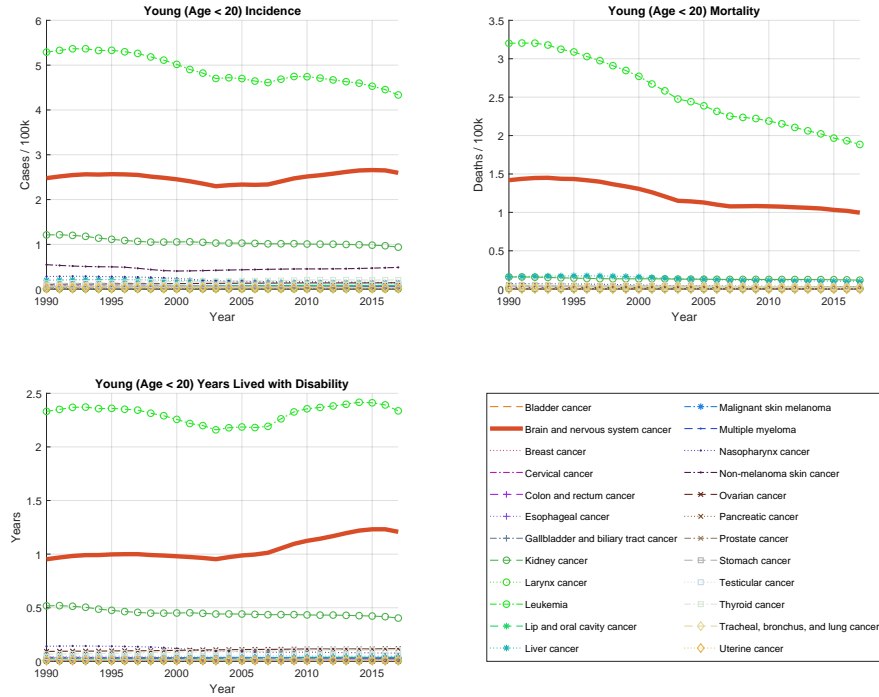 Young (Age < 20) Incidence
6
5
4
3
2
1
0
Cases / 100k
1990 1995 2000 2005 2010 2015
Year
Young (Age < 20) Mortality
3.5
3
2.5
2
1.5
1
0.5
0
Deaths / 100k
1990 1995 2000 2005 2010 2015
Year
Young (Age < 20) Years Lived with Disability
2.5
2
1.5
1
0.5
0
Years
1990 1995 2000 2005 2010 2015
Year
Bladder cancer
Brain and nervous system cancer
Breast cancer
Cervical cancer
Colon and rectum cancer
Esophageal cancer
Gallbladder and biliary tract cancer
Kidney cancer
Larynx cancer
Leukemia
Lip and oral cavity cancer
Liver cancer
Malignant skin melanoma
Multiple myeloma
Nasopharynx cancer
Non-melanoma skin cancer
Ovarian cancer
Pancreatic cancer
Prostate cancer
Stomach cancer
Testicular cancer
Thyroid cancer
Tracheal, bronchus, and lung cancer
Uterine cancer